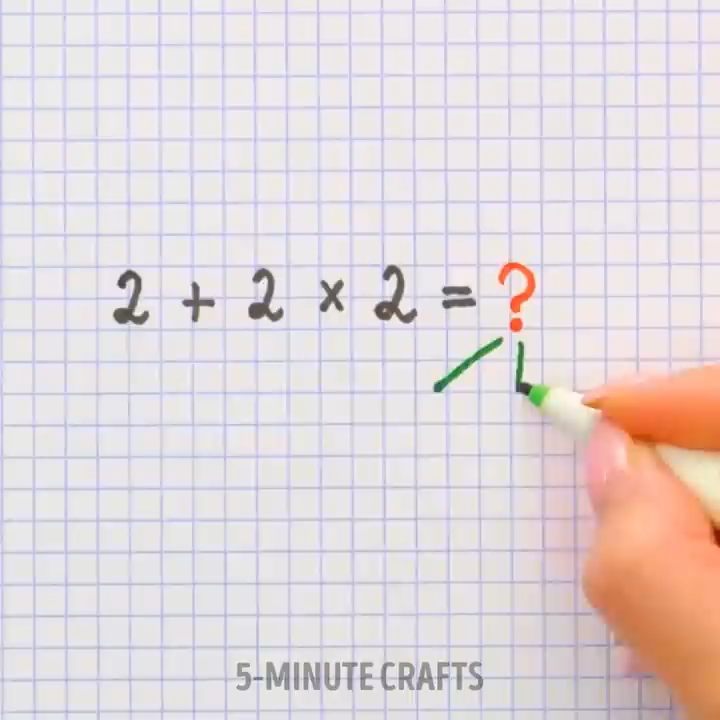 2 + 2 × 2 = ?
5-MINUTE CRAFTS